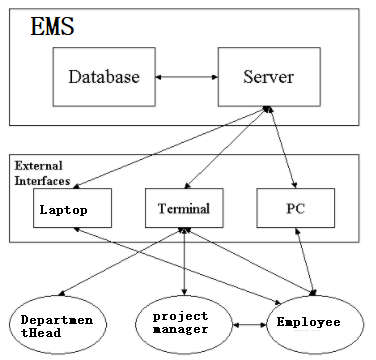 EMS
Database
Server
External
Interfaces
Laptop
Terminal
PC
Departmen
tHead
project
manager
Employee